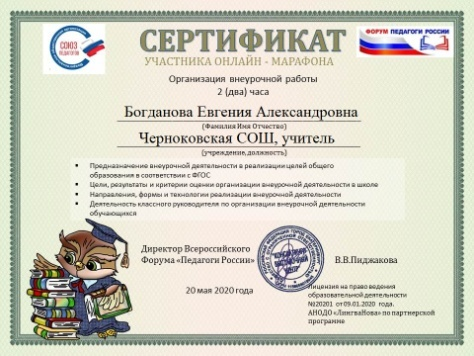 СОЮЗ
ПЕДАГОГОВ
СЕРТИФИКАТ
ФОРУМ ПЕДАГОГИ РОССИИ
УЧАСТНИКА ОНЛАЙН - МАРАФОНА
Организация внеурочной работы
2 (два) часа
Богданова Евгения Александровна
(Фамилия Имя Отчество)
Черноковская СОШ, учитель
(учреждение, должность)
Предназначение внеурочной деятельности в реализации целей общего
образования в соответствии с ФГОС
Цели, результаты и критерии оценки организации внеурочной деятельности в школе
Направления, формы и технологии реализации внеурочной деятельности
Деятельность классного руководителя по организации внеурочной деятельности
обучающихся
Директор Всероссийского
Форума «Педагоги России»
В.В.Пиджакова
20 мая 2020 года
Лицензия на право ведения
образовательной деятельности
№20201 от 09.01.2020 года.
АНОДО «ЛингваНова» по партнерской
программе